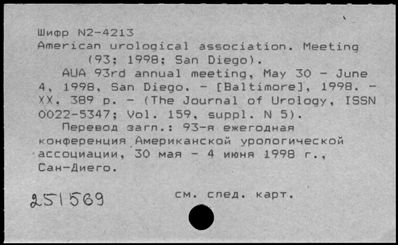 Шифр N2-4213
American urological association. Meeting
(93; 1998; San Diego).
AUA 93rd annual meeting, May 30 - June
4, 1998, San Diego. - [Baltimore], 1998. -
XX, 389 p. - (The Journal of Urology, ISSN
0022-5347; Vol. 159, suppl. N 5).
Перевод загл.: 93-я ежегодная
конференция Американской урологической
ассоциации, 30 мая - 4 июня 1998 г.,
Сан-Диего.
см. след. карт.
251569